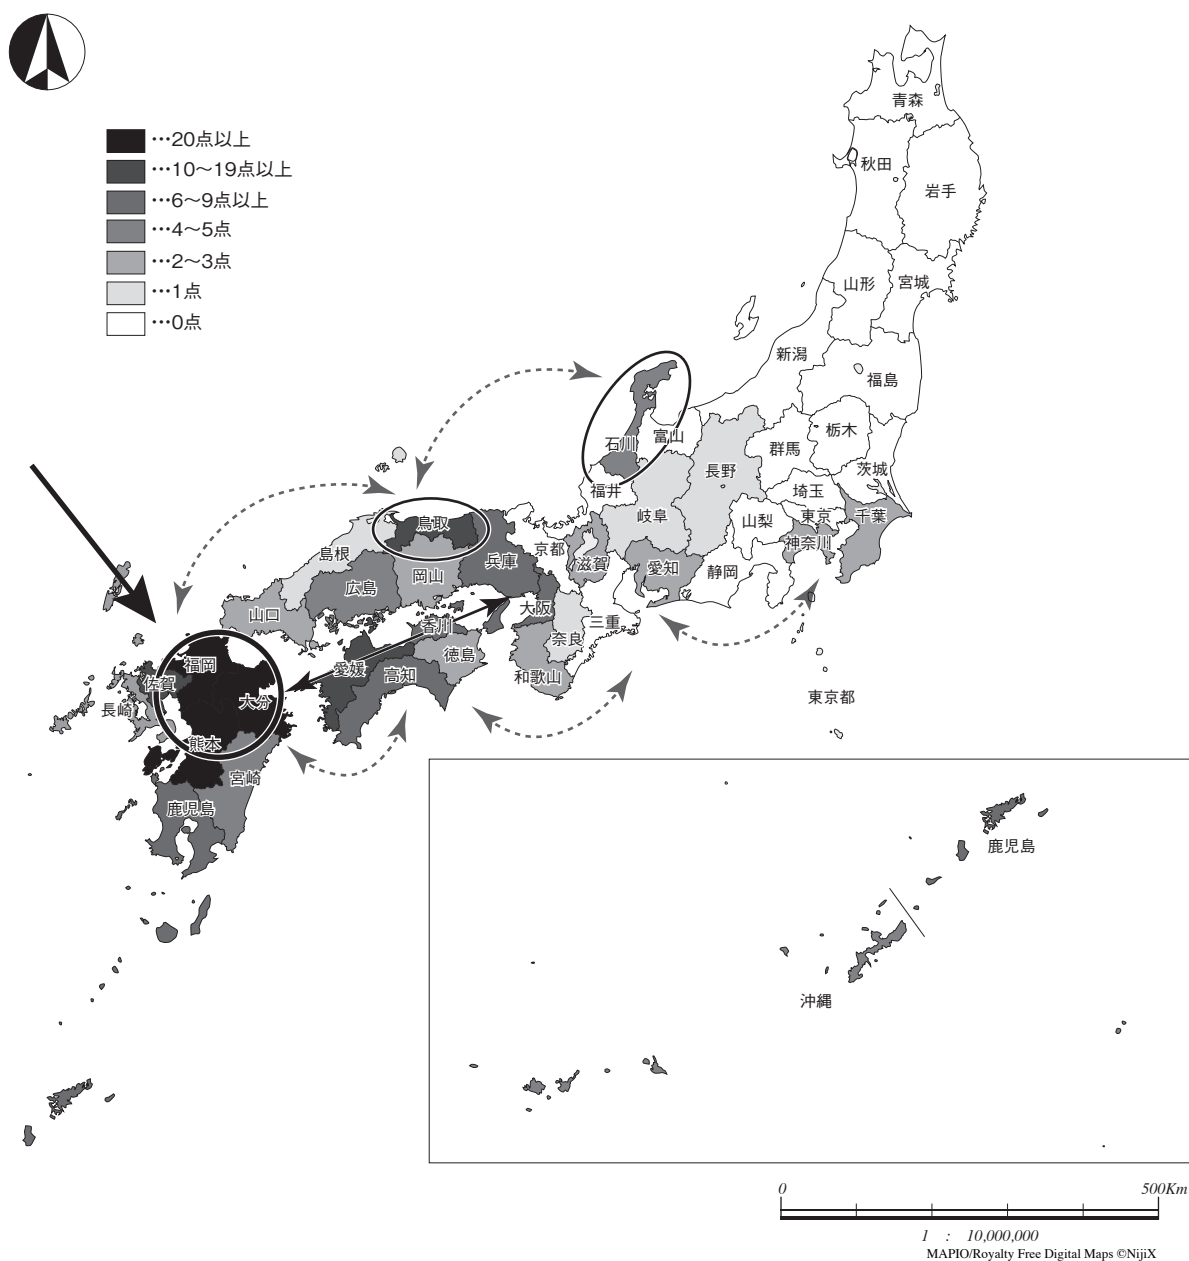 …20点以上
…10～19点以上
…6～9点以上
…4～5点
…2～3点
…1点
…0点
青森
秋田
岩手
山形
宮城
新潟
福島
栃木
群馬
茨城
石川
富山
長野
埼玉
福井
岐阜
山梨
東京
千葉
神奈川
鳥取
京都
滋賀
愛知
静岡
島根
兵庫
岡山
広島
大阪
三重
山口
香川
奈良
徳島
愛媛
高知
和歌山
福岡
佐賀
大分
長崎
熊本
宮崎
鹿児島
東京都
鹿児島
沖縄
0 500Km
1 : 10,000,000
MAPIO/Royalty Free Digital Maps ©NijiX